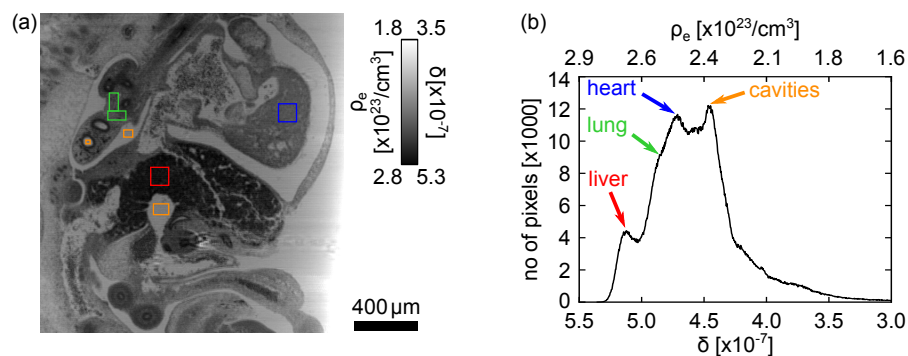 (a)
1.8 3.5
ρe [x10^23/cm^3]
δ [x10^-7]
2.8 5.3
400 μm
(b)
ρe [x10^23/cm^3]
2.9 2.6 2.4 2.1 1.9 1.6
14
12
10
8
6
4
2
0
no of pixels [x1000]
heart
cavities
lung
liver
5.5 5.0 4.5 4.0 3.5 3.0
δ [x10^-7]